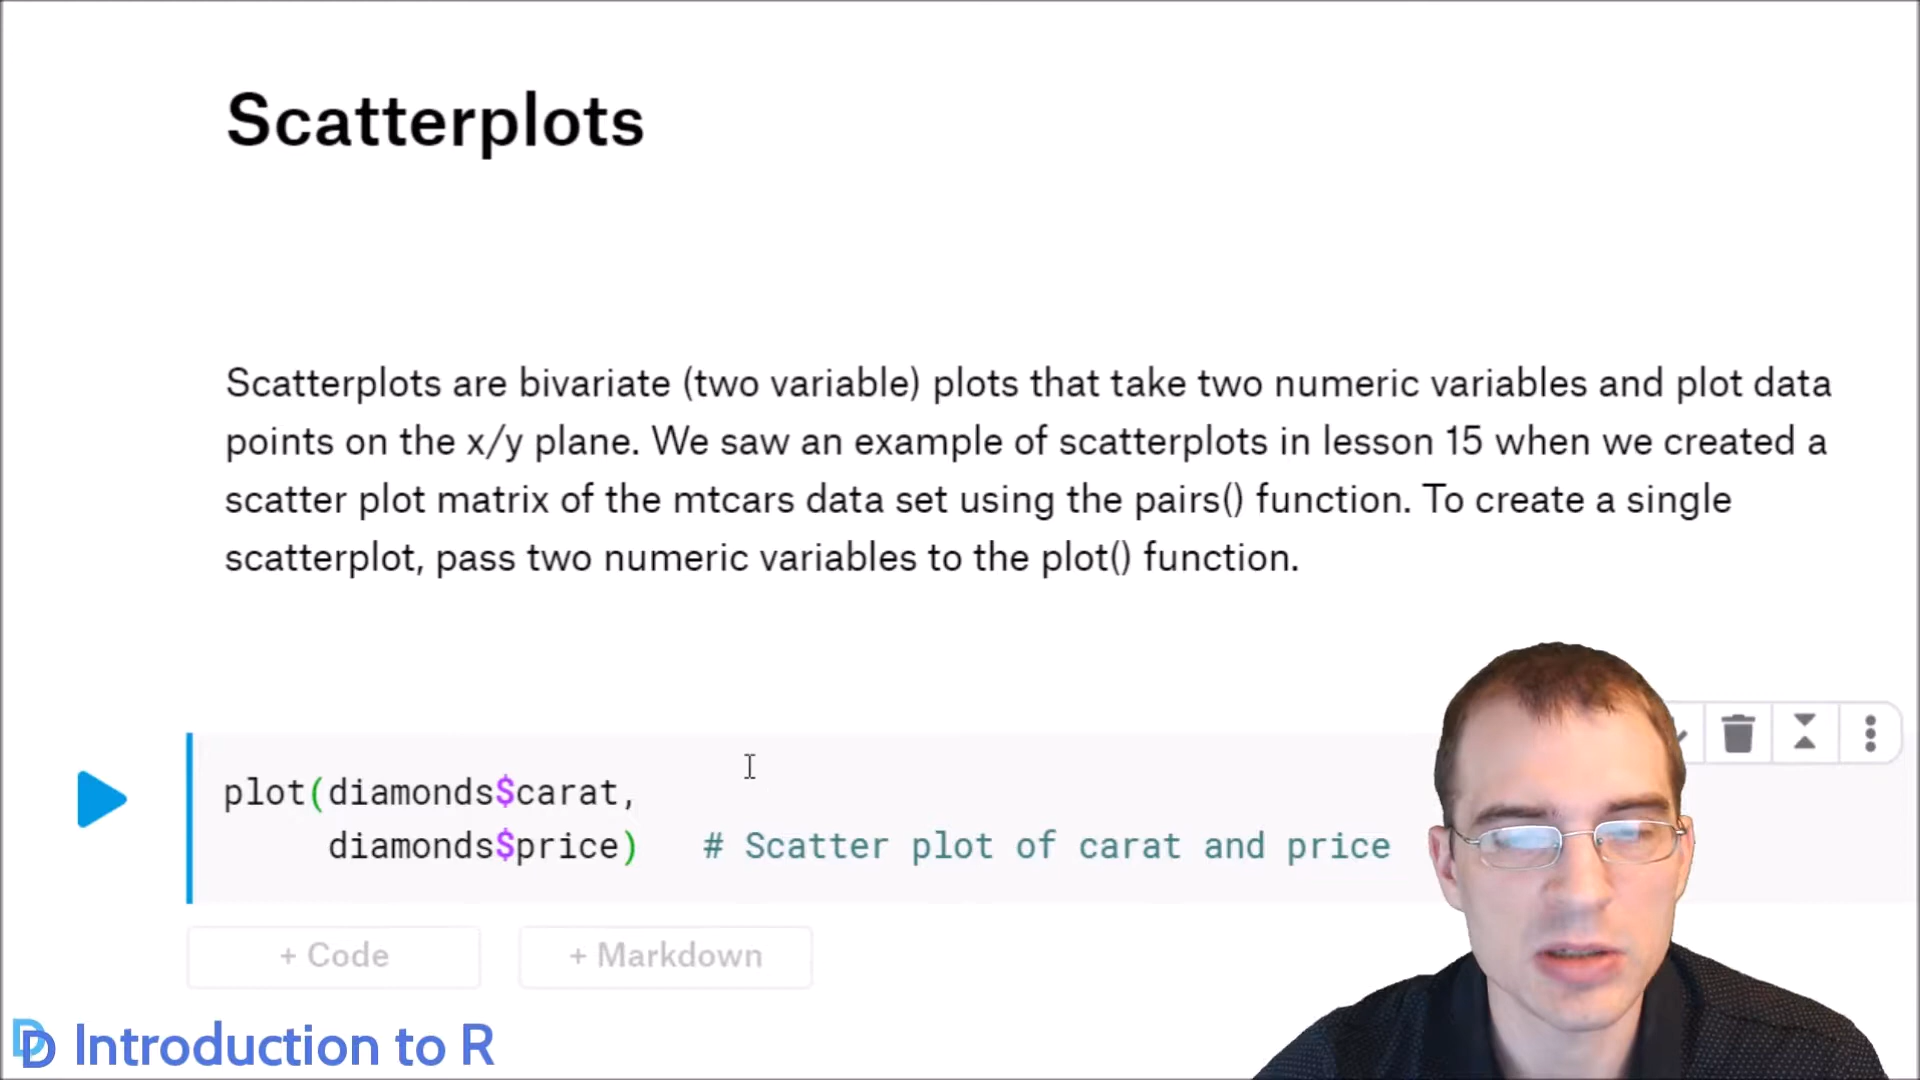 Scatterplots
Scatterplots are bivariate (two variable) plots that take two numeric variables and plot data
points on the x/y plane. We saw an example of scatterplots in lesson 15 when we created a
scatter plot matrix of the mtcars data set using the pairs() function. To create a single
scatterplot, pass two numeric variables to the plot() function.
plot(diamonds$carat,
diamonds$price) # Scatter plot of carat and price
+ Code + Markdown
D Introduction to R